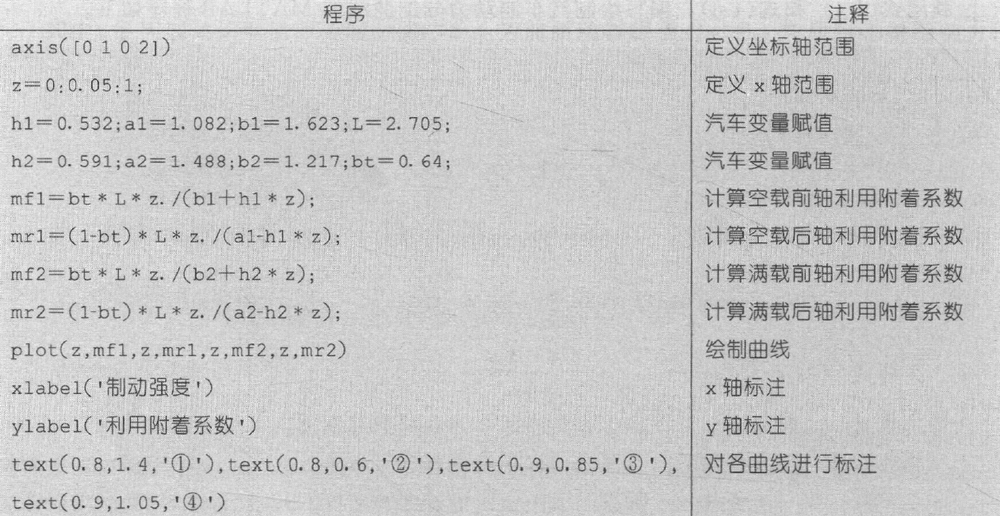 程序 注释
axis([0 1 0 2]) 定义坐标轴范围
z=0:0.05:1; 定义 x 轴范围
h1=0.532;a1=1.082;b1=1.623;L=2.705; 汽车变量赋值
h2=0.591;a2=1.488;b2=1.217;bt=0.64; 汽车变量赋值
mf1=bt*L*z./(b1+h1*z); 计算空载前轴利用附着系数
mr1=(1-bt)*L*z./(a1-h1*z); 计算空载后轴利用附着系数
mf2=bt*L*z./(b2+h2*z); 计算满载前轴利用附着系数
mr2=(1-bt)*L*z./(a2-h2*z); 计算满载后轴利用附着系数
plot(z,mf1,z,mr1,z,mf2,z,mr2) 绘制曲线
xlabel('制动强度') x 轴标注
ylabel('利用附着系数') y 轴标注
text(0.8,1.4,'①'),text(0.8,0.6,'②'),text(0.9,0.85,'③'), 对各曲线进行标注
text(0.9,1.05,'④')